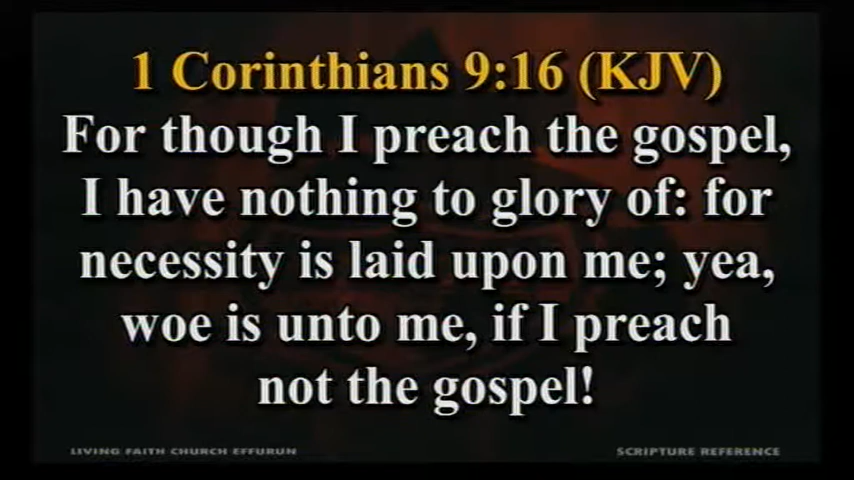 1 Corinthians 9:16 (KJV)
For though I preach the gospel,
I have nothing to glory of: for
necessity is laid upon me; yea,
woe is unto me, if I preach
not the gospel!
LIVING FAITH CHURCH EFFURUN
SCRIPTURE REFERENCE